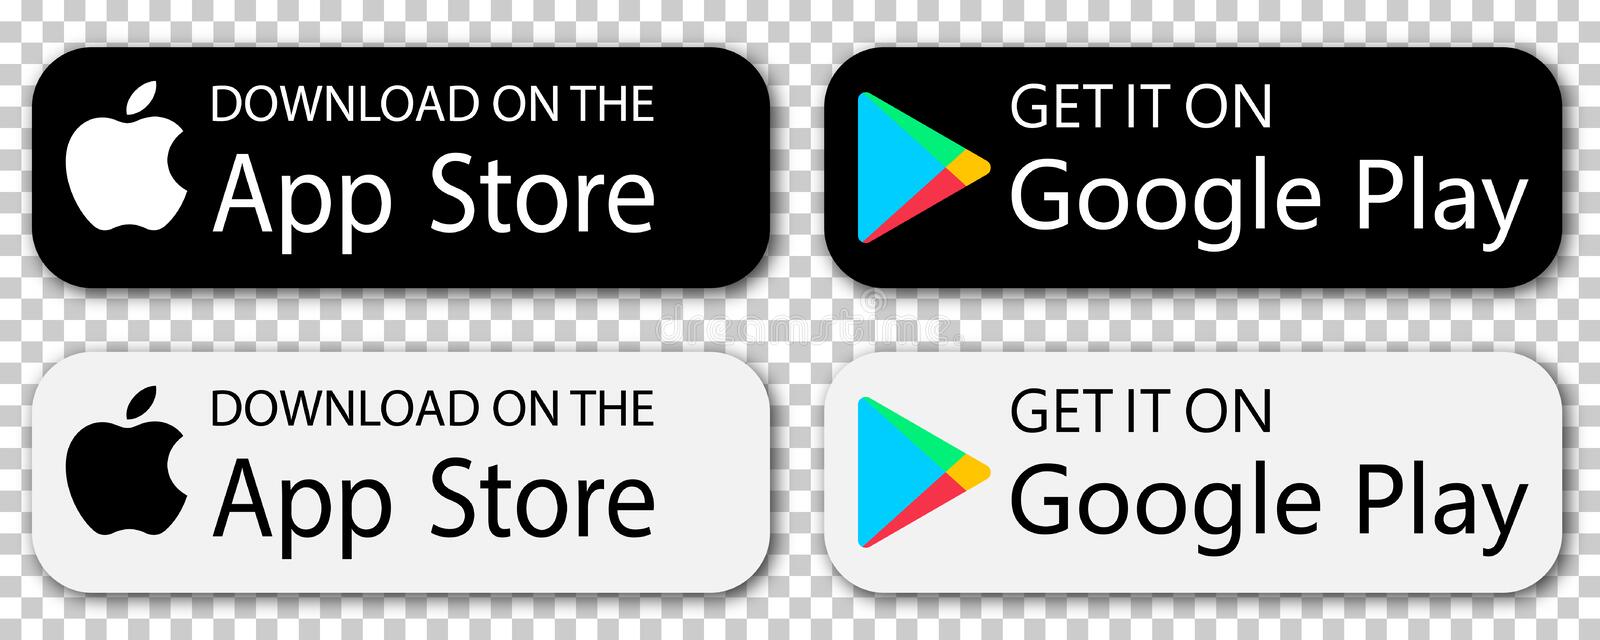 DOWNLOAD ON THE
App Store
GET IT ON
Google Play
dreamstime.com
DOWNLOAD ON THE
App Store
GET IT ON
Google Play